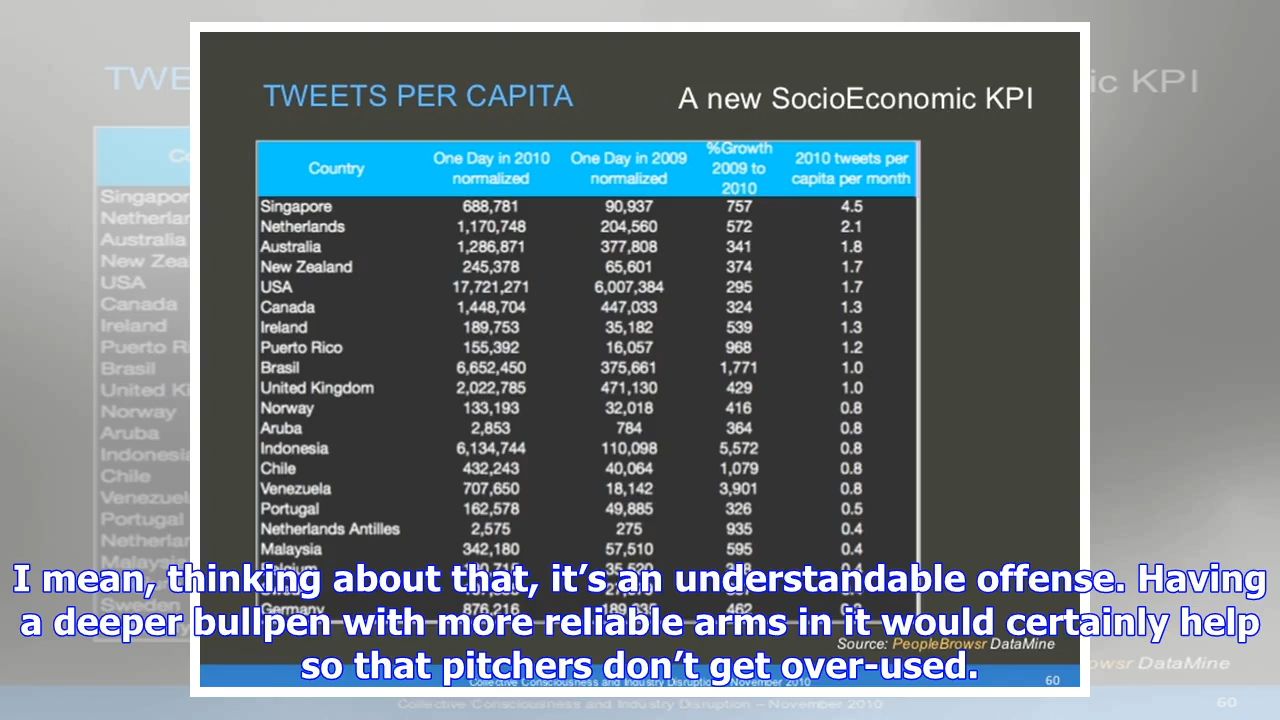 TWEETS PER CAPITA A new SocioEconomic KPI
Country One Day in 2010 normalized One Day in 2009 normalized %Growth 2009 to 2010 2010 tweets per capita per month
Singapore 688,781 90,937 757 4.5
Netherlands 1,170,748 204,560 572 2.1
Australia 1,286,871 377,808 341 1.8
New Zealand 245,378 65,601 374 1.7
USA 17,721,271 6,007,384 295 1.7
Canada 1,448,704 447,033 324 1.3
Ireland 189,753 35,182 539 1.3
Puerto Rico 155,392 16,057 968 1.2
Brasil 6,652,450 375,661 1,771 1.0
United Kingdom 2,022,785 471,130 429 1.0
Norway 133,193 32,018 416 0.8
Aruba 2,853 784 364 0.8
Indonesia 6,134,744 110,098 5,572 0.8
Chile 432,243 40,064 1,079 0.8
Venezuela 707,650 18,142 3,901 0.8
Portugal 162,578 49,885 326 0.5
Netherlands Antilles 2,575 275 935 0.4
Malaysia 342,180 57,510 595 0.4
Belgium 0.4
Germany 876,216 462
I mean, thinking about that, it's an understandable offense. Having
a deeper bullpen with more reliable arms in it would certainly help
so that pitchers don't get over-used.
Source: PeopleBrowsr DataMine
Collective Consciousness and Industry Disruption – November 2010 60